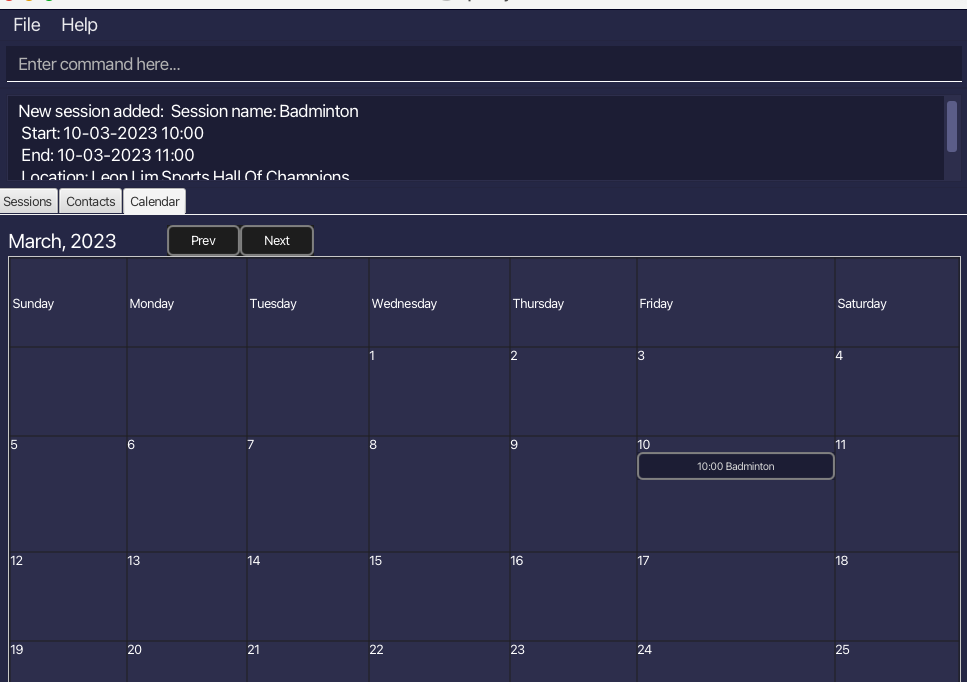 File Help
Enter command here...
New session added:  Session name: Badminton
Start: 10-03-2023 10:00
End: 10-03-2023 11:00
Location: Leon Lim Sports Hall Of Champions
Sessions Contacts Calendar
March, 2023 Prev Next
Sunday Monday Tuesday Wednesday Thursday Friday Saturday
1 2 3 4
5 6 7 8 9 10 11
10:00 Badminton
12 13 14 15 16 17 18
19 20 21 22 23 24 25